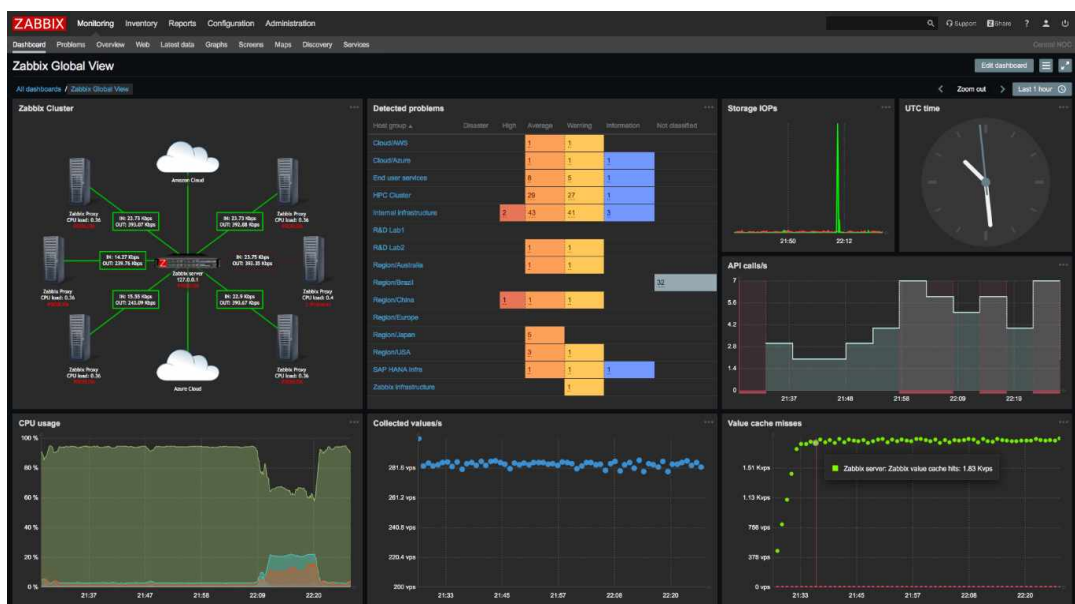 ZABBIX Monitoring Inventory Reports Configuration Administration Support Share ?
Dashboard Problems Overview Web Latest data Graphs Screens Maps Discovery Services Central NOC
Zabbix Global View Edit dashboard
All dashboards / Zabbix Global View < Zoom out > Last 1 hour
Zabbix Cluster
Amazon Cloud
Zabbix Proxy
CPU load: 0.36
IN: 23.73 Kbps
OUT: 293.07 Kbps
IN: 23.73 Kbps
OUT: 292.88 Kbps
Zabbix Proxy
CPU load: 0.36
IN: 14.27 Kbps
OUT: 239.76 Kbps
Z
Zabbix server
127.0.0.1
IN: 23.75 Kbps
OUT: 392.35 Kbps
Zabbix Proxy
CPU load: 0.36
IN: 15.55 Kbps
OUT: 243.09 Kbps
IN: 22.9 Kbps
OUT: 290.67 Kbps
Zabbix Proxy
CPU load: 0.4
Zabbix Proxy
CPU load: 0.36
Azure Cloud
Zabbix Proxy
CPU load: 0.36
Detected problems
Host group Disaster High Average Warning Information Not classified
Cloud/AWS 1 1
Cloud/Azure 1 1 1
End user services 8 5 1
HPC Cluster 29 27 1
Internal infrastructure 2 43 41 3
R&D Lab1
R&D Lab2 1 1
Region/Australia 1 1
Region/Brazil 32
Region/China 1 1 1
Region/Europe
Region/Japan 5
Region/USA 3 1
SAP HANA Infra 1 1 1
Zabbix Infrastructure 1
Storage IOPs
21:50 22:12
UTC time
API calls/s
7
5.6
4.2
2.8
1.4
0
21:37 21:48 21:58 22:09 22:19
CPU usage
100 %
80 %
60 %
40 %
20 %
0 %
21:37 21:47 21:58 22:09 22:20
Collected values/s
281.6 vps
261.2 vps
240.8 vps
220.4 vps
200 vps
21:33 21:45 21:57 22:08 22:20
Value cache misses
1.51 Kvps
1.13 Kvps
756 vps
378 vps
0 vps
Zabbix server: Zabbix value cache hits: 1.83 Kvps
21:33 21:45 21:57 22:08 22:20